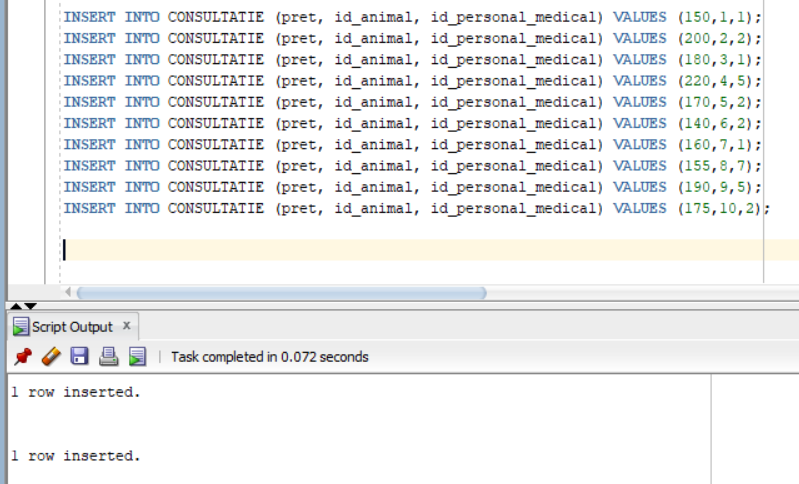 INSERT INTO CONSULTATIE (pret, id_animal, id_personal_medical) VALUES (150,1,1);
INSERT INTO CONSULTATIE (pret, id_animal, id_personal_medical) VALUES (200,2,2);
INSERT INTO CONSULTATIE (pret, id_animal, id_personal_medical) VALUES (180,3,1);
INSERT INTO CONSULTATIE (pret, id_animal, id_personal_medical) VALUES (220,4,5);
INSERT INTO CONSULTATIE (pret, id_animal, id_personal_medical) VALUES (170,5,2);
INSERT INTO CONSULTATIE (pret, id_animal, id_personal_medical) VALUES (140,6,2);
INSERT INTO CONSULTATIE (pret, id_animal, id_personal_medical) VALUES (160,7,1);
INSERT INTO CONSULTATIE (pret, id_animal, id_personal_medical) VALUES (155,8,7);
INSERT INTO CONSULTATIE (pret, id_animal, id_personal_medical) VALUES (190,9,5);
INSERT INTO CONSULTATIE (pret, id_animal, id_personal_medical) VALUES (175,10,2);
Script Output x
Task completed in 0.072 seconds
1 row inserted.
1 row inserted.